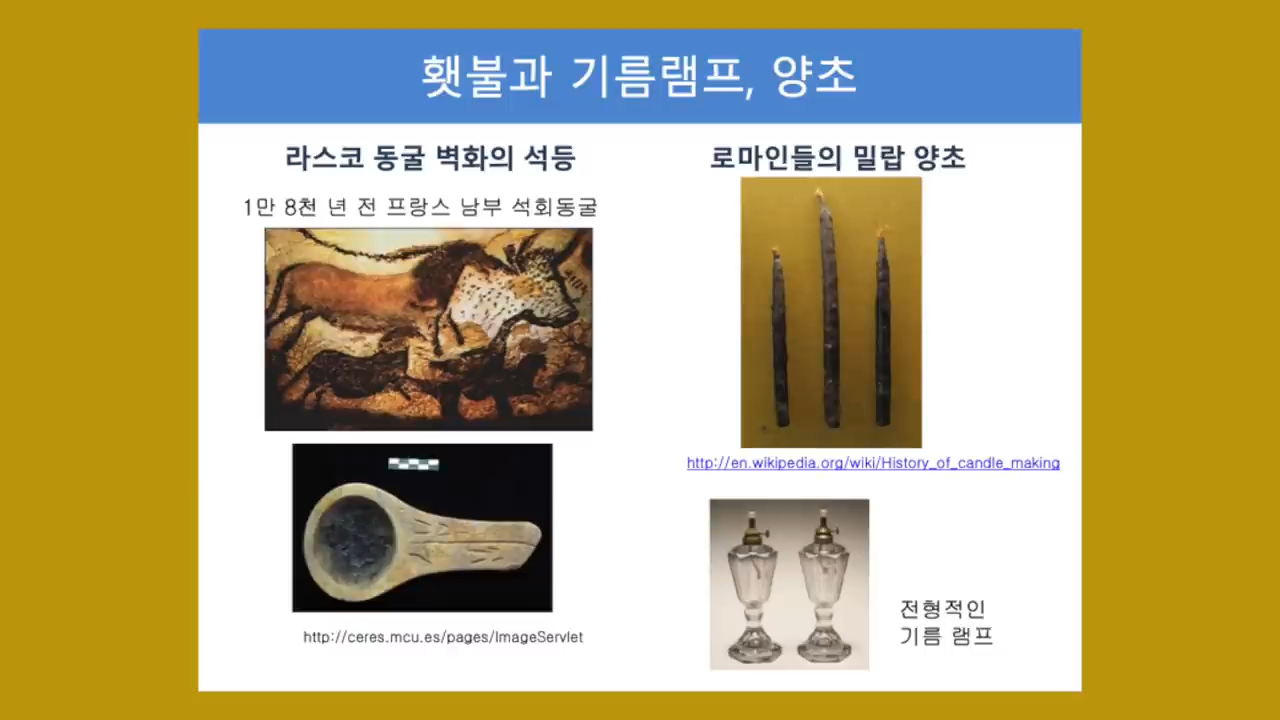 횃불과 기름램프, 양초
라스코 동굴 벽화의 석등
1만 8천 년 전 프랑스 남부 석회동굴
http://ceres.mcu.es/pages/ImageServlet
로마인들의 밀랍 양초
http://en.wikipedia.org/wiki/History_of_candle_making
전형적인
기름 램프